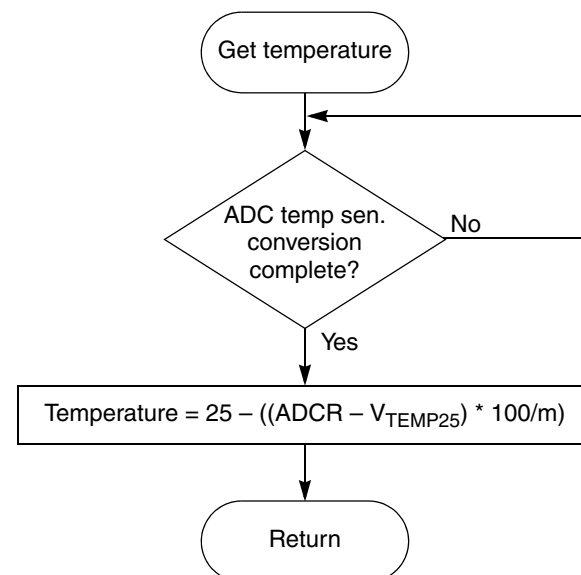 Get temperature
ADC temp sen.
conversion
complete?
No
Yes
Temperature = 25 – ((ADCR – VTEMP25) * 100/m)
Return